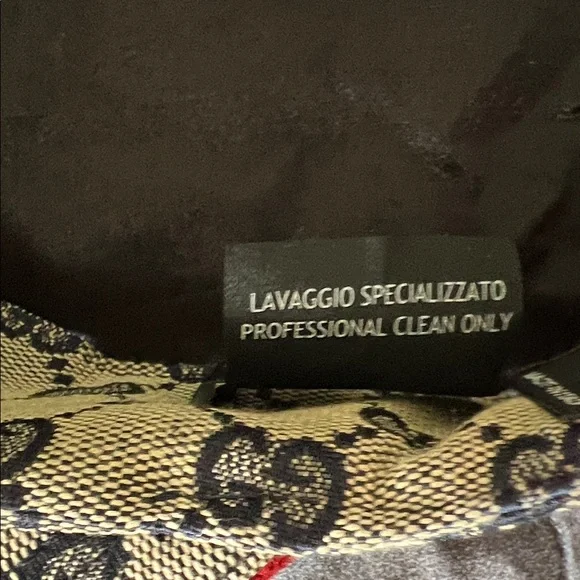 LAVAGGIO SPECIALIZZATO
PROFESSIONAL CLEAN ONLY